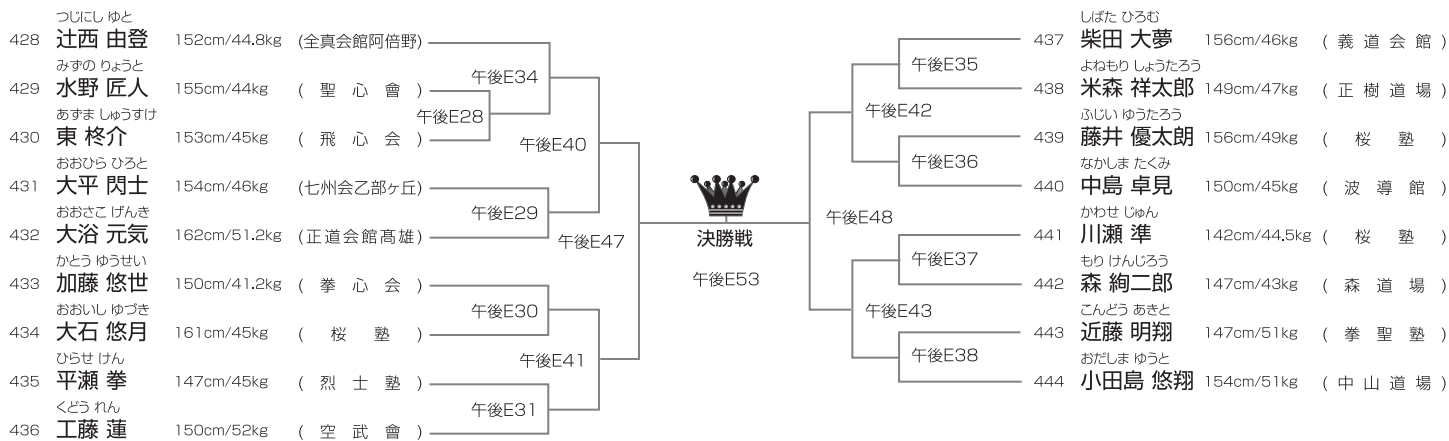 つじにし ゆと
428 辻西 由登 152cm/44.8kg (全真会館阿倍野)
みずの りょうと
429 水野 匠人 155cm/44kg ( 聖 心 會 )
あずま しゅうすけ
430 東 柊介 153cm/45kg ( 飛 心 会 )
おおひら ひろと
431 大平 閃士 154cm/46kg (七州会乙部ヶ丘)
おおさこ げんき
432 大浴 元気 162cm/51.2kg (正道会館髙雄)
かとう ゆうせい
433 加藤 悠世 150cm/41.2kg ( 拳 心 会 )
おおいし ゆづき
434 大石 悠月 161cm/45kg ( 桜 塾 )
ひらせ けん
435 平瀬 拳 147cm/45kg ( 烈 士 塾 )
くどう れん
436 工藤 蓮 150cm/52kg ( 空 武 會 )
午後E34
午後E28
午後E40
午後E29
午後E47
午後E30
午後E41
午後E31
決勝戦
午後E53
午後E35
午後E42
午後E36
午後E48
午後E37
午後E43
午後E38
しばた ひろむ
437 柴田 大夢 156cm/46kg ( 義 道 会 館 )
よねもり しょうたろう
438 米森 祥太郎 149cm/47kg ( 正 樹 道 場 )
ふじい ゆうたろう
439 藤井 優太朗 156cm/49kg ( 桜 塾 )
なかしま たくみ
440 中島 卓見 150cm/45kg ( 波 導 館 )
かわせ じゅん
441 川瀬 準 142cm/44.5kg ( 桜 塾 )
もり けんじろう
442 森 絢二郎 147cm/43kg ( 森 道 場 )
こんどう あきと
443 近藤 明翔 147cm/51kg ( 拳 聖 塾 )
おだしま ゆうと
444 小田島 悠翔 154cm/51kg ( 中 山 道 場 )